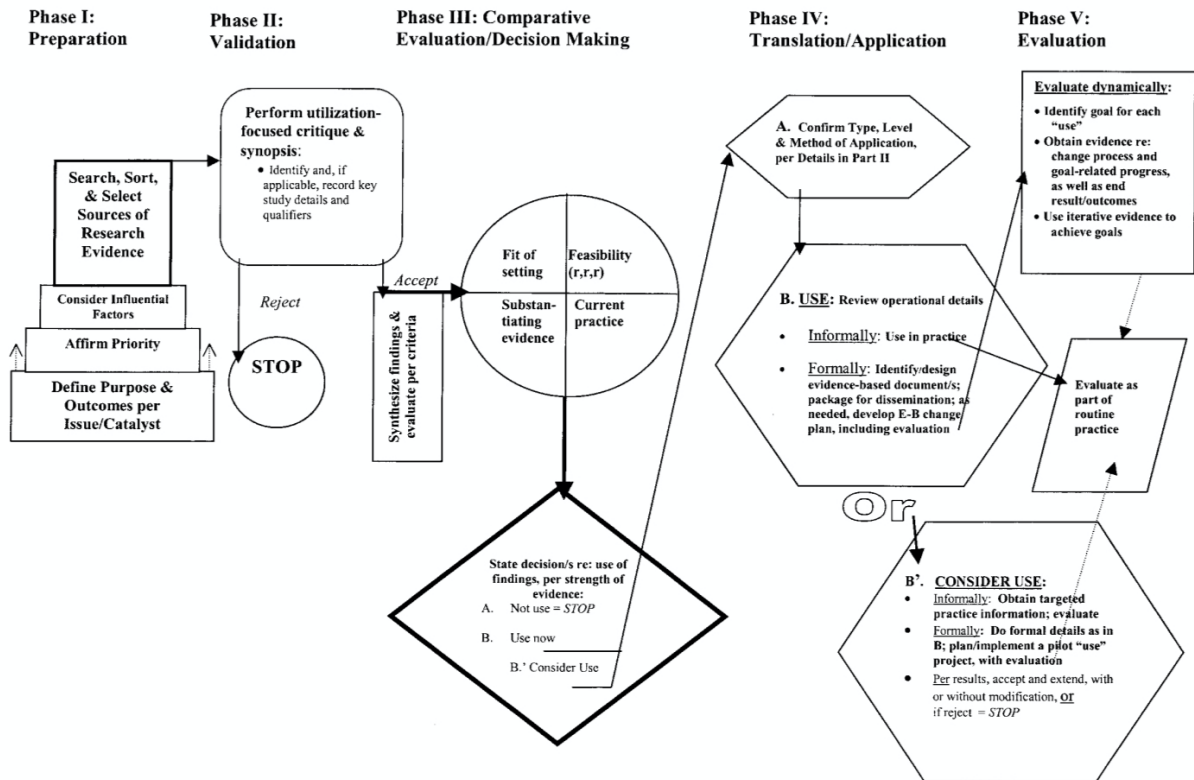 Phase I:
Preparation
Phase II:
Validation
Phase III: Comparative
Evaluation/Decision Making
Phase IV:
Translation/Application
Phase V:
Evaluation
Search, Sort,
& Select
Sources of
Research
Evidence
Consider Influential
Factors
Affirm Priority
Define Purpose &
Outcomes per
Issue/Catalyst
Perform utilization-
focused critique &
synopsis:
• Identify and, if
applicable, record key
study details and
qualifiers
Reject
STOP
Accept
Synthesize findings &
evaluate per criteria
Fit of
setting
Feasibility
(r,r,r)
Substan-
tiating
evidence
Current
practice
State decision/s re: use of
findings, per strength of
evidence:
A. Not use = STOP
B. Use now
B.' Consider Use
A. Confirm Type, Level
& Method of Application,
per Details in Part II
B. USE: Review operational details
• Informally: Use in practice
• Formally: Identify/design
evidence-based document/s;
package for dissemination; as
needed, develop E-B change
plan, including evaluation
Or
B'. CONSIDER USE:
• Informally: Obtain targeted
practice information; evaluate
• Formally: Do formal details as in
B; plan/implement a pilot “use”
project, with evaluation
• Per results, accept and extend, with
or without modification, or
if reject = STOP
Evaluate dynamically:
• Identify goal for each
“use”
• Obtain evidence re:
change process and
goal-related progress,
as well as end
result/outcomes
• Use iterative evidence to
achieve goals
Evaluate as
part of
routine
practice